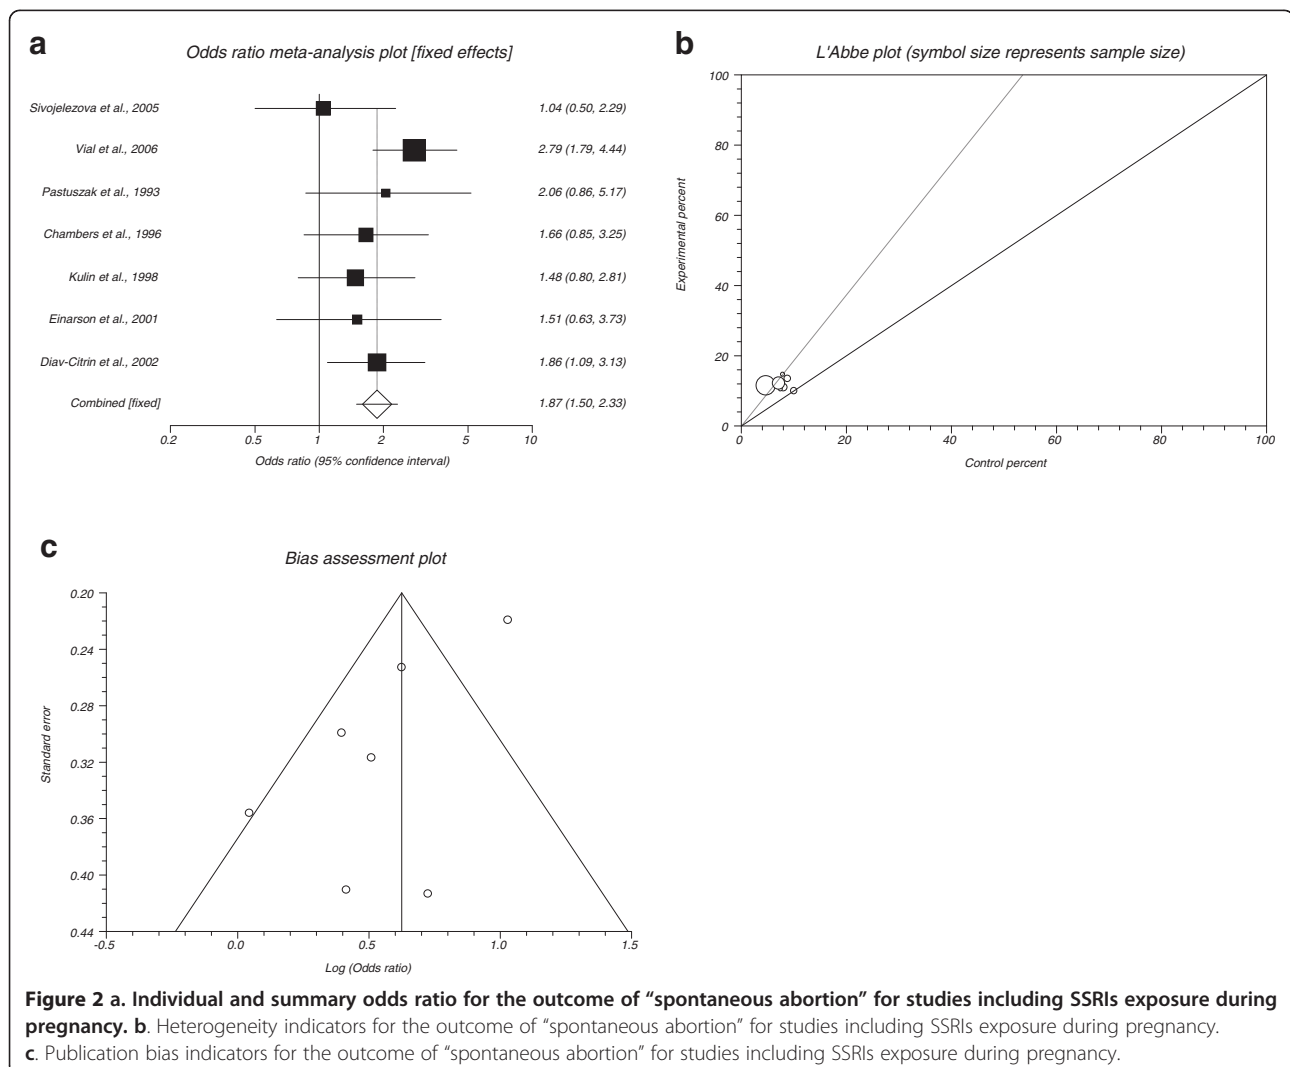 a
Odds ratio meta-analysis plot [fixed effects]
Sivojelezova et al., 2005 1.04 (0.50, 2.29)
Vial et al., 2006 2.79 (1.79, 4.44)
Pastuszak et al., 1993 2.06 (0.86, 5.17)
Chambers et al., 1996 1.66 (0.85, 3.25)
Kulin et al., 1998 1.48 (0.80, 2.81)
Einarson et al., 2001 1.51 (0.63, 3.73)
Diav-Citrin et al., 2002 1.86 (1.09, 3.13)
Combined [fixed] 1.87 (1.50, 2.33)
0.2 0.5 1 2 5 10
Odds ratio (95% confidence interval)
b
L'Abbe plot (symbol size represents sample size)
Experimental percent
100
80
60
40
20
0
0 20 40 60 80 100
Control percent
c
Bias assessment plot
Standard error
0.20
0.24
0.28
0.32
0.36
0.40
0.44
-0.5 0.0 0.5 1.0 1.5
Log (Odds ratio)
Figure 2 a. Individual and summary odds ratio for the outcome of “spontaneous abortion” for studies including SSRIs exposure during
pregnancy. b. Heterogeneity indicators for the outcome of “spontaneous abortion” for studies including SSRIs exposure during pregnancy.
c. Publication bias indicators for the outcome of “spontaneous abortion” for studies including SSRIs exposure during pregnancy.